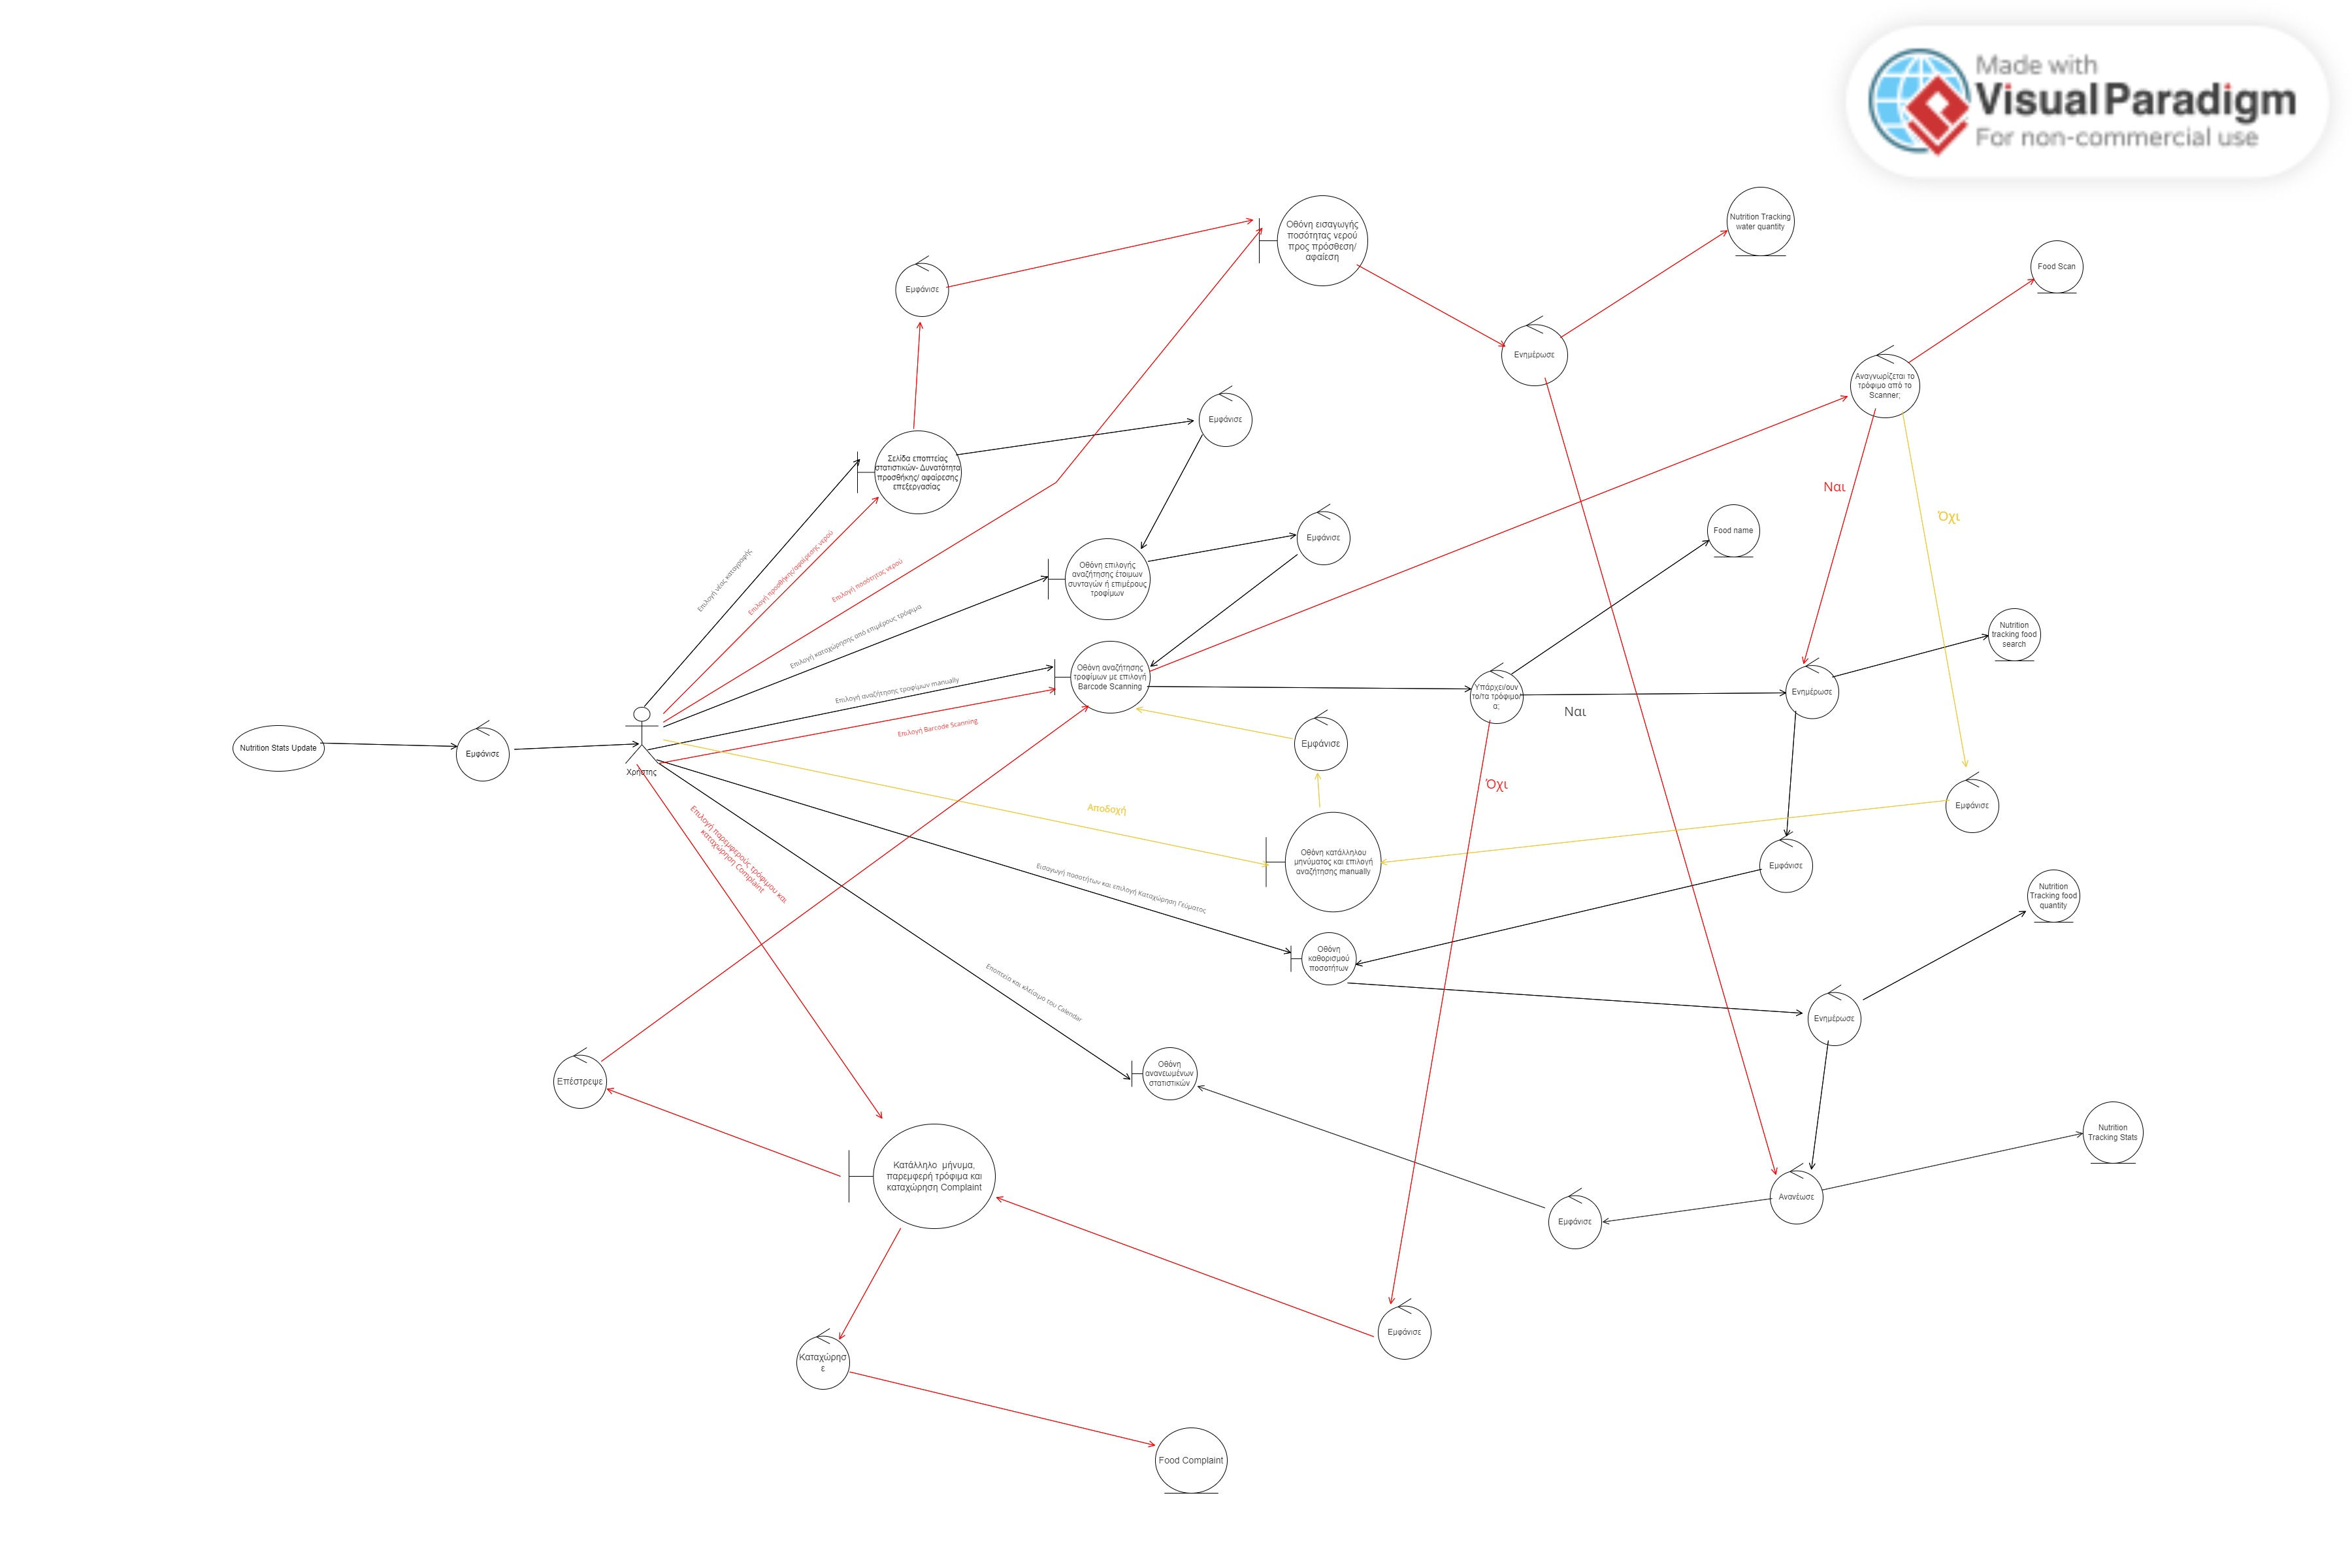 Made with
Visual Paradigm
For non-commercial use
Οθόνη εισαγωγής
ποσότητας νερού
προς πρόσθεση/
αφαίεση
Nutrition Tracking
water quantity
Food Scan
Εμφάνισε
Ενημέρωσε
Αναγνωρίζεται το
τρόφιμο από το
Scanner;
Εμφάνισε
Σελίδα εποπτείας
στατιστικών- Δυνατότητα
προσθήκης/ αφαίρεσης
επεξεργασίας
Ναι
Όχι
Food name
Εμφάνισε
Επιλογή νέας καταγραφής
Επιλογή προσθήκης/αφαίρεσης νερού
Επιλογή ποσότητας νερού
Οθόνη επιλογής
αναζήτησης έτοιμων
συνταγών ή επιμέρους
τροφίμων
Επιλογή καταχώρησης από επιμέρους τρόφιμα
Nutrition
tracking food
search
Οθόνη αναζήτησης
τροφίμων με επιλογή
Barcode Scanning
Επιλογή αναζήτησης τροφίμων manually
Υπάρχει/ουν
το/τα τρόφιμο/
α;
Ναι
Ενημέρωσε
Επιλογή Barcode Scanning
Nutrition Stats Update
Εμφάνισε
Χρήστης
Εμφάνισε
Όχι
Αποδοχή
Εμφάνισε
Επιλογή παρεμφερούς τρόφιμου και
καταχώρηση Complaint
Οθόνη κατάλληλου
μηνύματος και επιλογή
αναζήτησης manually
Εμφάνισε
Εισαγωγή ποσοτήτων και επιλογή Καταχώρηση Γεύματος
Nutrition
Tracking food
quantity
Οθόνη
καθορισμού
ποσοτήτων
Εποπτεία και κλείσιμο του Calendar
Ενημέρωσε
Επέστρεψε
Οθόνη
ανανεωμένων
στατιστικών
Nutrition
Tracking Stats
Κατάλληλο μήνυμα,
παρεμφερή τρόφιμα και
καταχώρηση Complaint
Ανανέωσε
Εμφάνισε
Εμφάνισε
Καταχώρησ
ε
Food Complaint